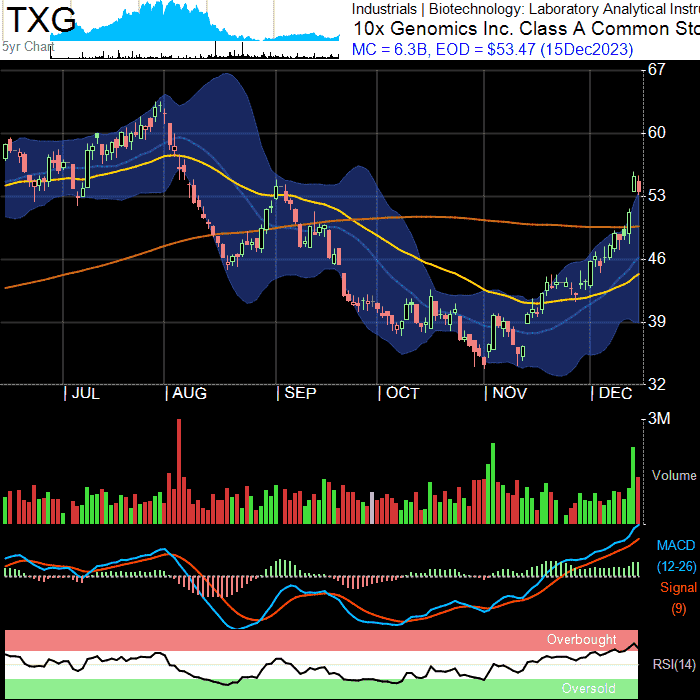 TXG
5yr Chart
Industrials | Biotechnology: Laboratory Analytical Instru
10x Genomics Inc. Class A Common Sto
MC = 6.3B, EOD = $53.47 (15Dec2023)
67
60
53
46
39
32
| JUL | AUG | SEP | OCT | NOV | DEC
3M
Volume
MACD
(12-26)
Signal
(9)
Overbought
RSI(14)
Oversold